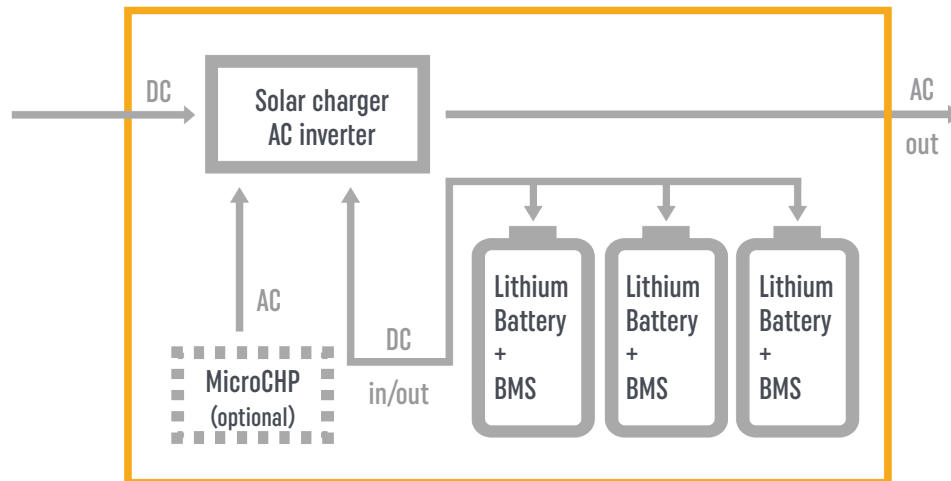 DC
Solar charger
AC inverter
AC
out
AC
DC
in/out
MicroCHP
(optional)
Lithium
Battery
+
BMS
Lithium
Battery
+
BMS
Lithium
Battery
+
BMS